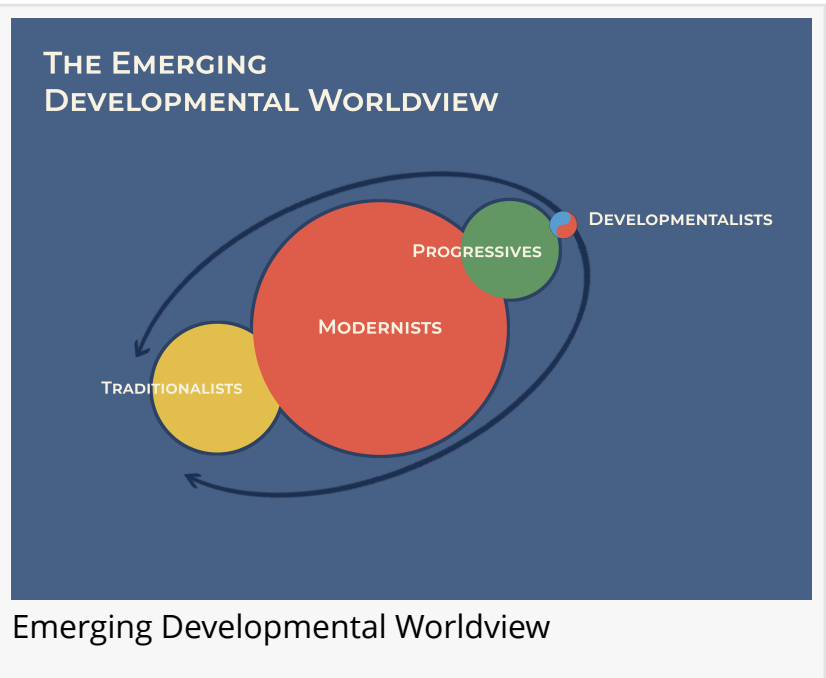 The Emerging
Developmental Worldview
Developmentalists
Progressives
Modernists
Traditionalists
Emerging Developmental Worldview